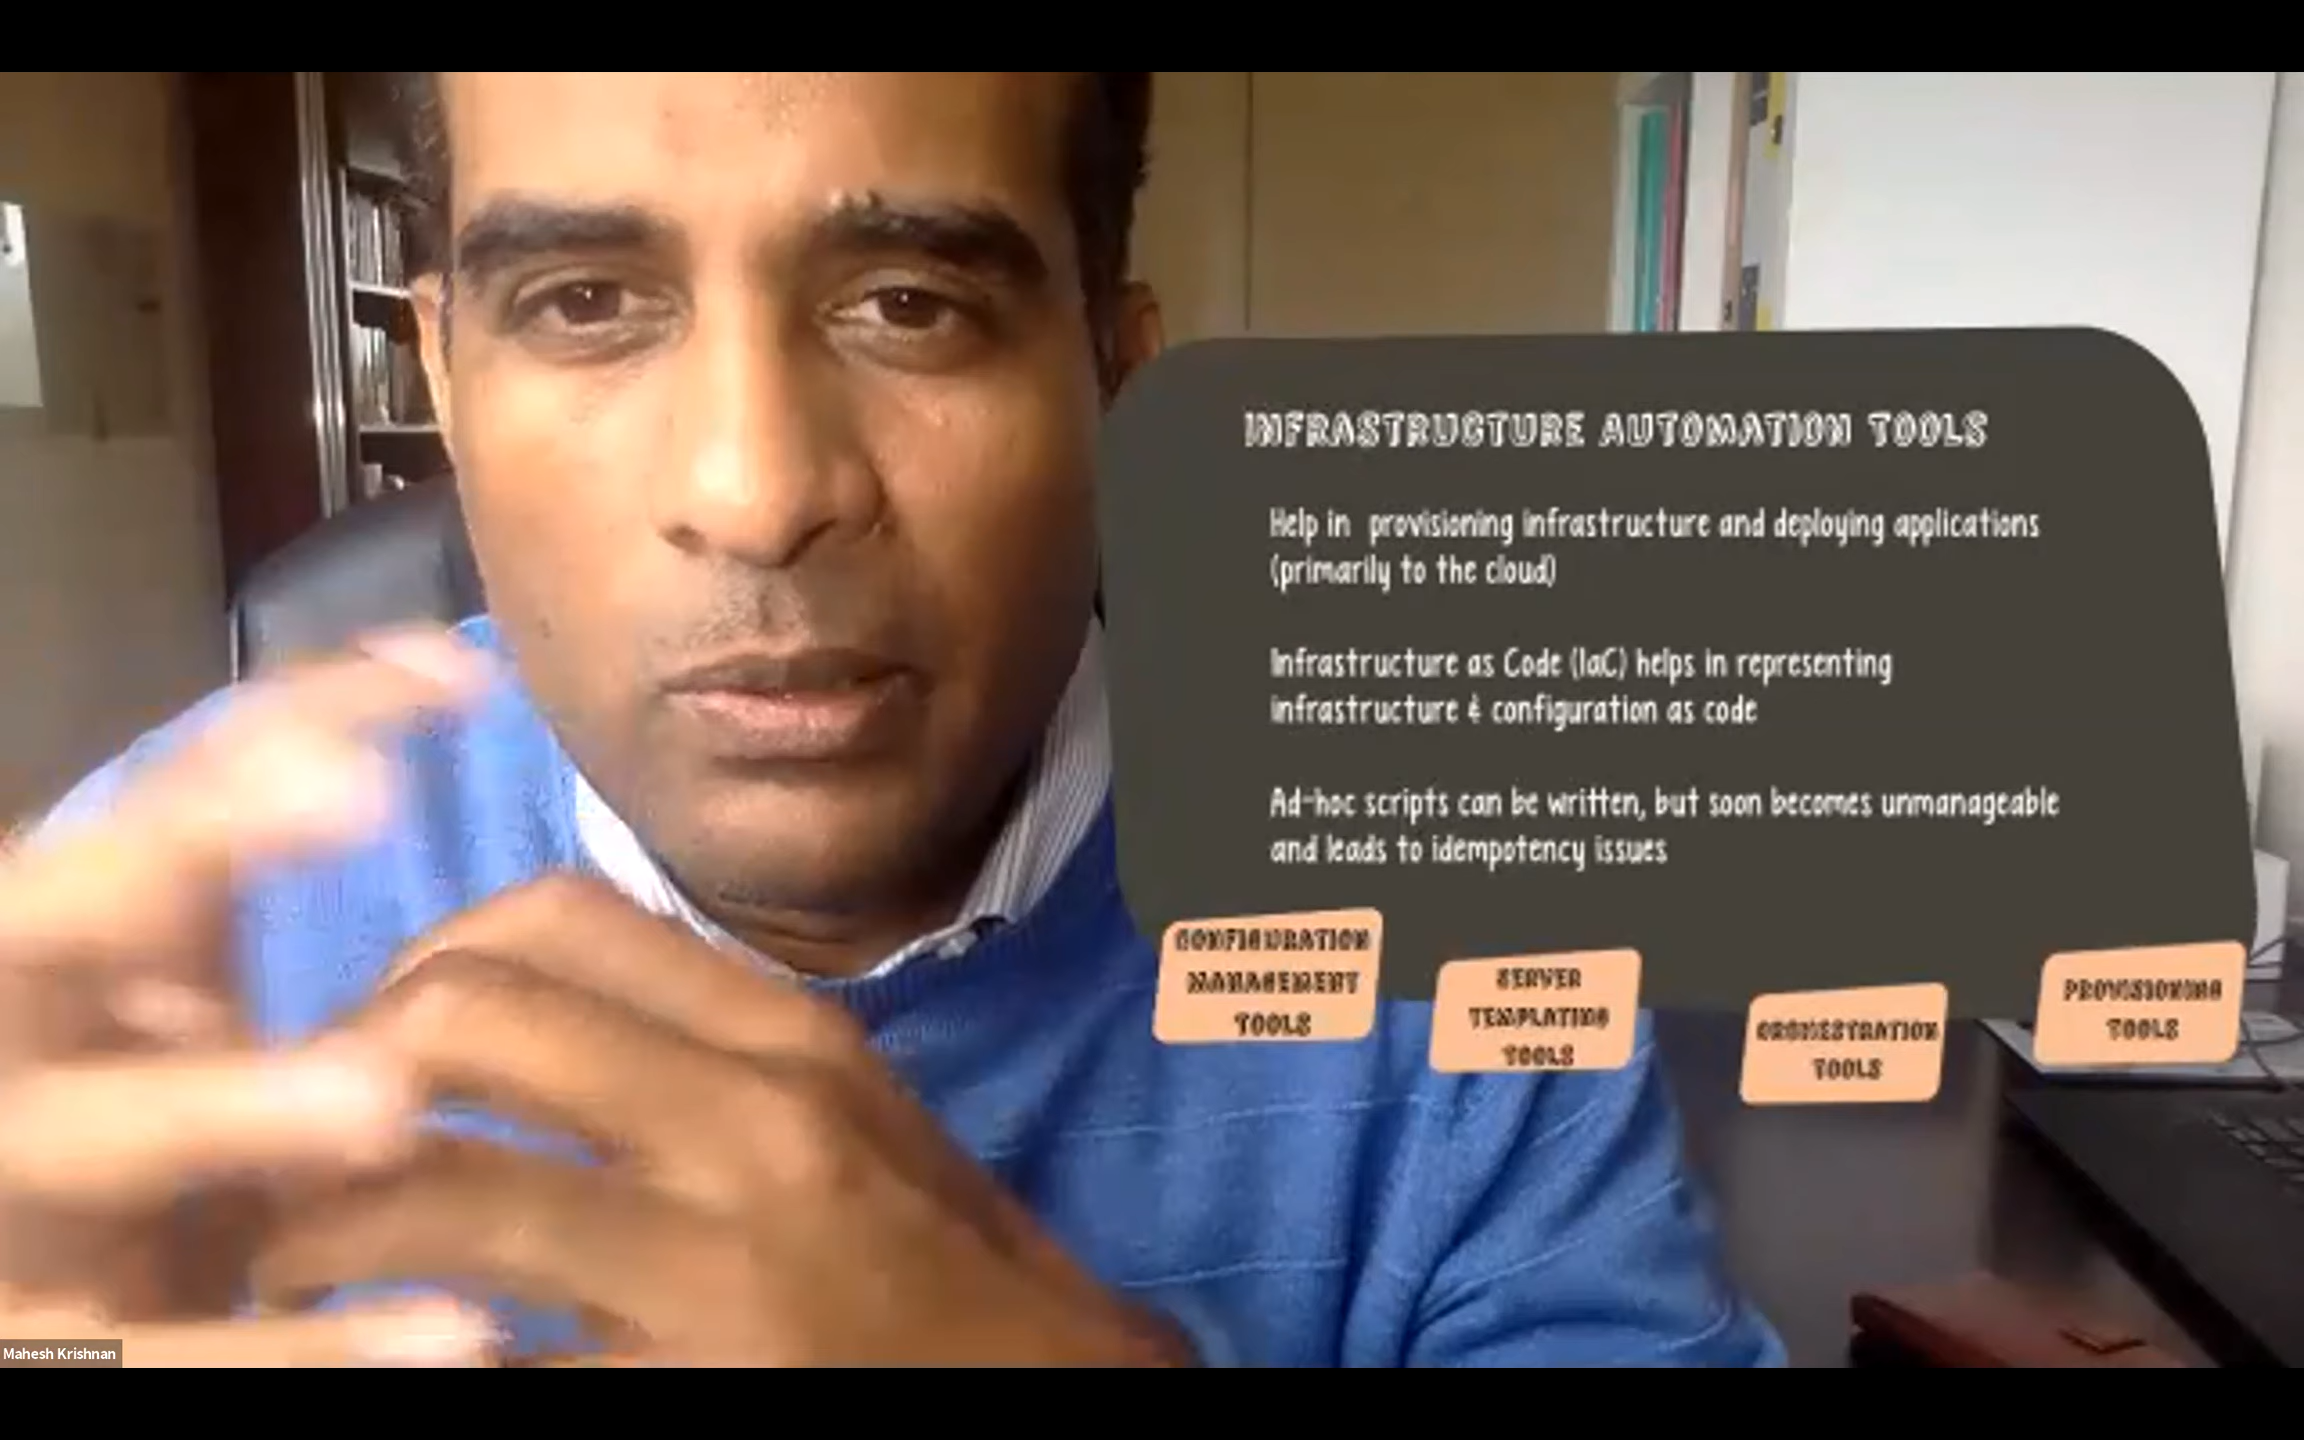 INFRASTRUCTURE AUTOMATION TOOLS
Help in provisioning infrastructure and deploying applications
(primarily to the cloud)
Infrastructure as Code (IaC) helps in representing
infrastructure & configuration as code
Ad-hoc scripts can be written, but soon becomes unmanageable
and leads to idempotency issues
CONFIGURATION
MANAGEMENT
TOOLS
SERVER
TEMPLATING
TOOLS
ORCHESTRATION
TOOLS
PROVISIONING
TOOLS
Mahesh Krishnan